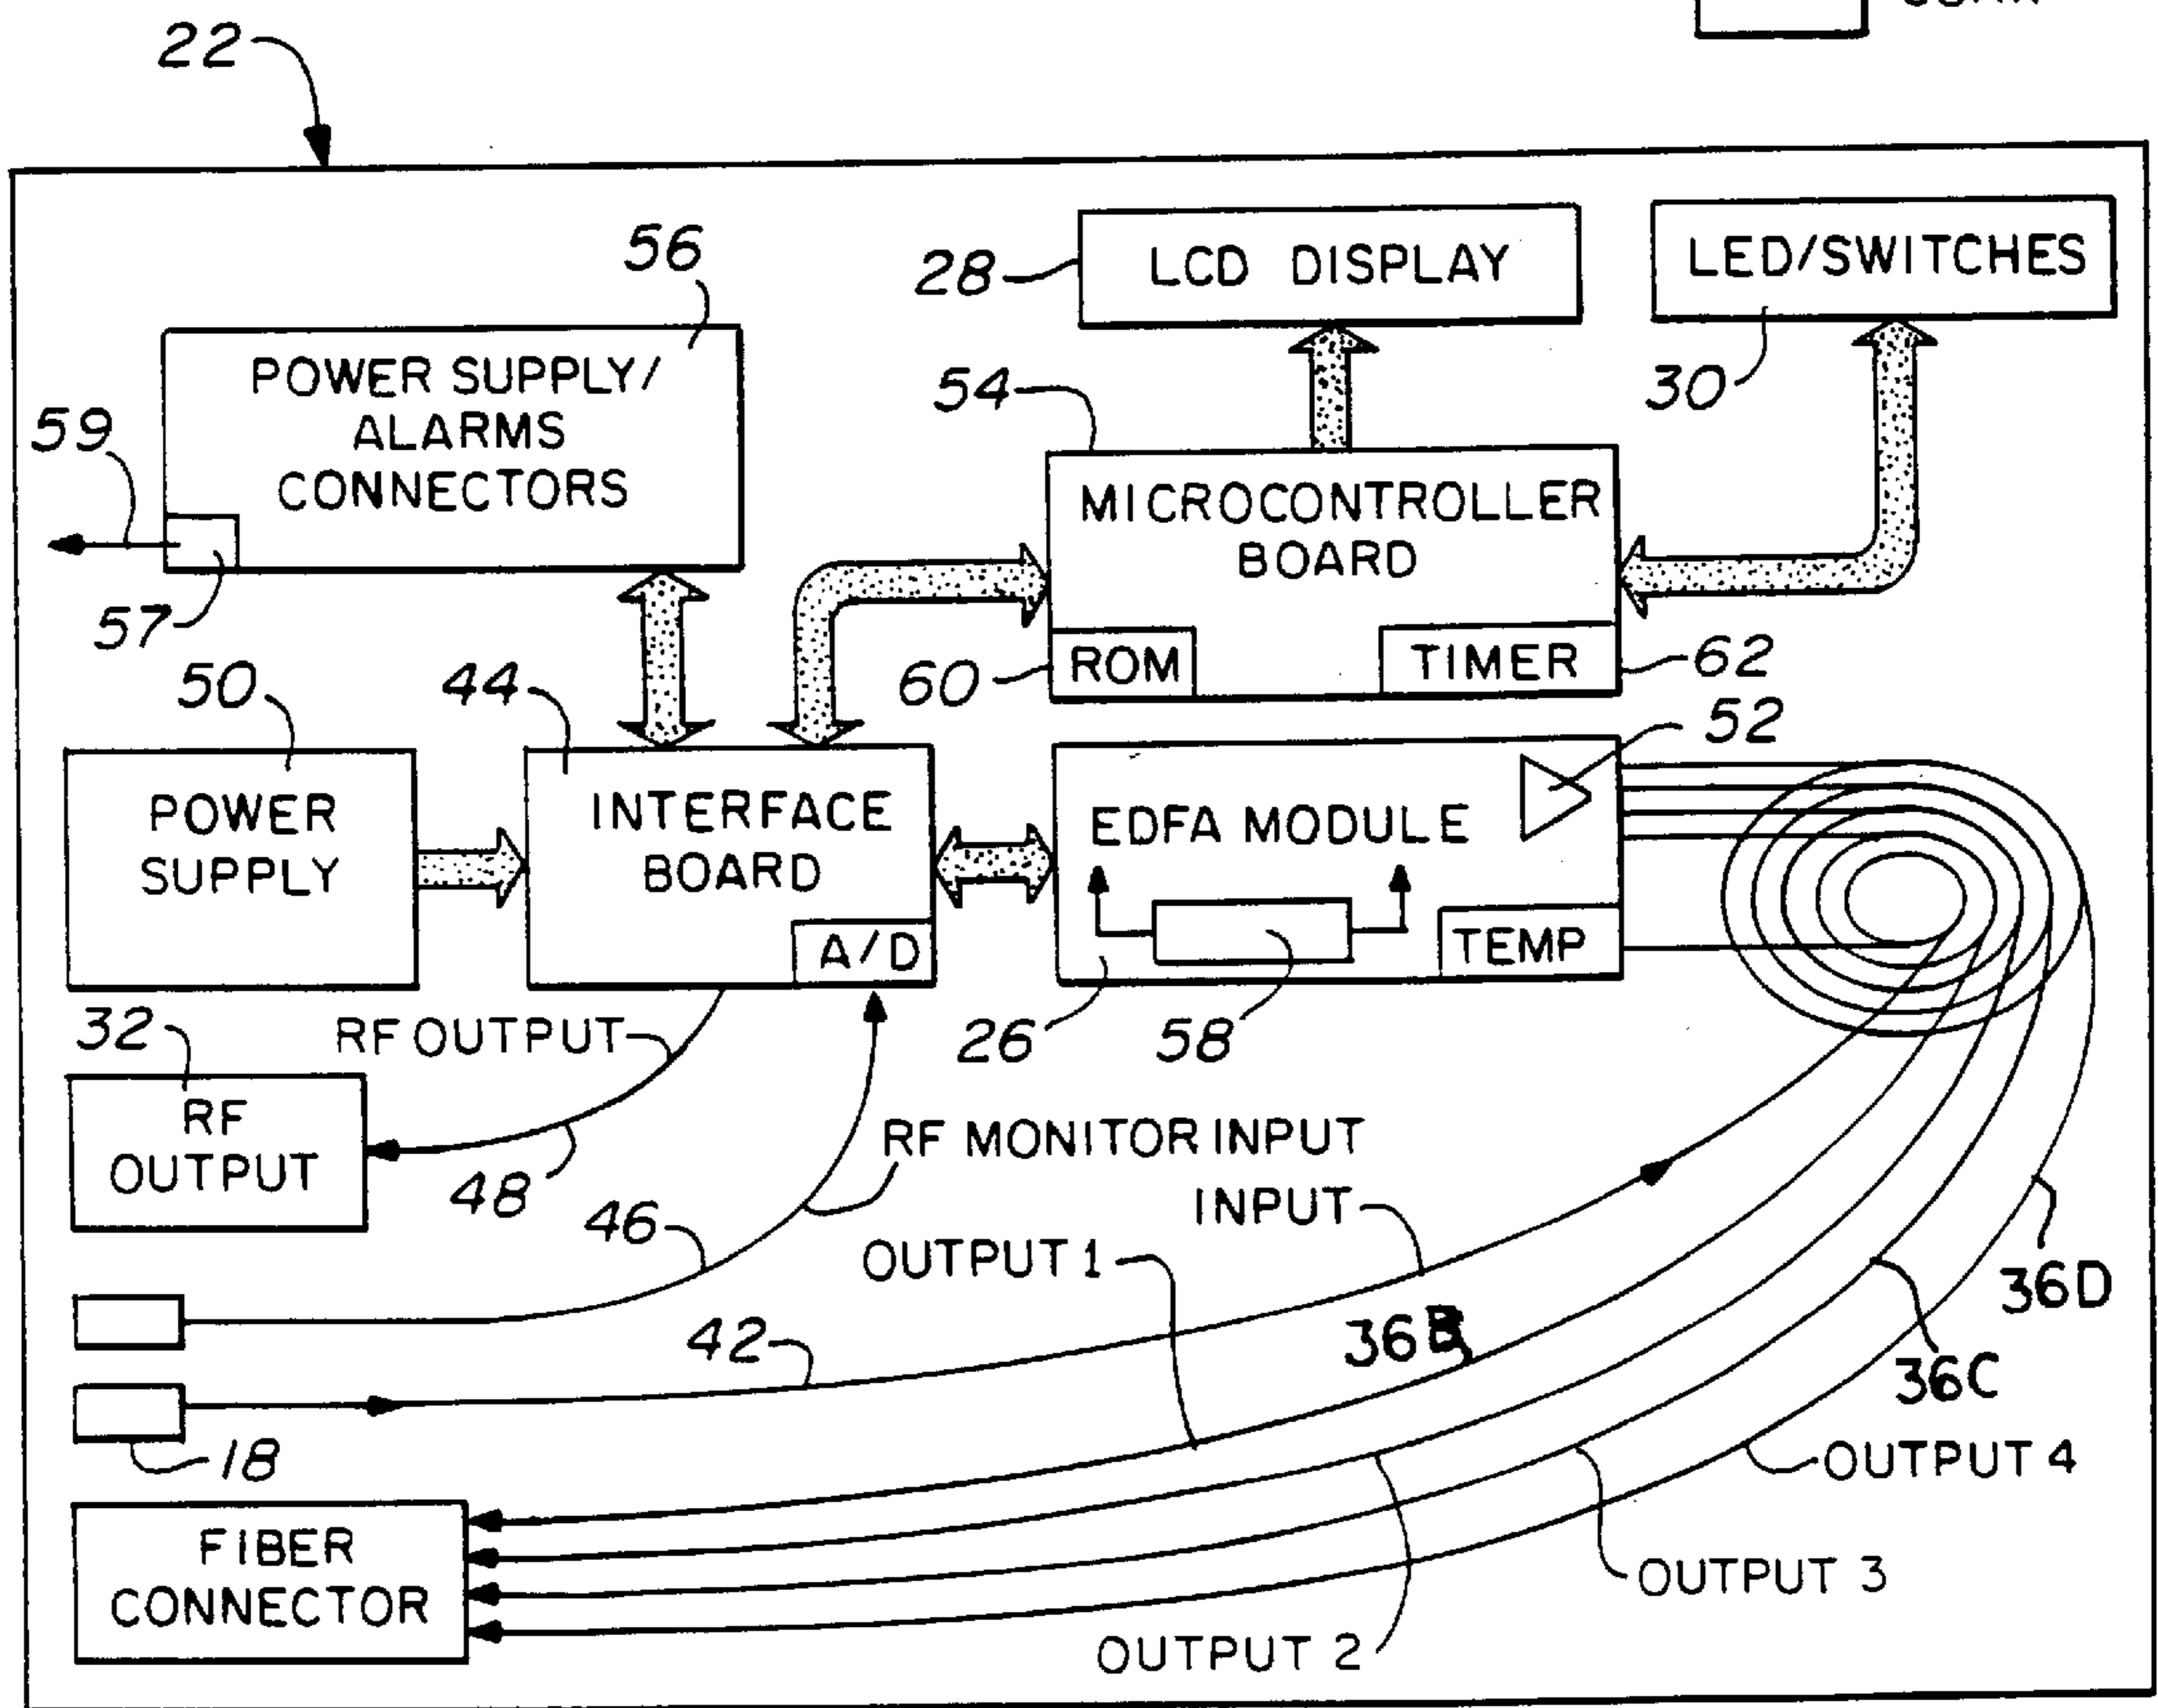 22
56
28
LCD DISPLAY
LED/SWITCHES
30
POWER SUPPLY/
ALARMS
CONNECTORS
59
57
54
MICROCONTROLLER
BOARD
60
ROM
TIMER
62
50
44
52
POWER
SUPPLY
INTERFACE
BOARD
A/D
EDFA MODULE
TEMP
26
58
32
RF OUTPUT
RF
OUTPUT
48
RF MONITOR INPUT
46
INPUT
OUTPUT 1
36B
36D
42
36C
18
OUTPUT 4
FIBER
CONNECTOR
OUTPUT 3
OUTPUT 2